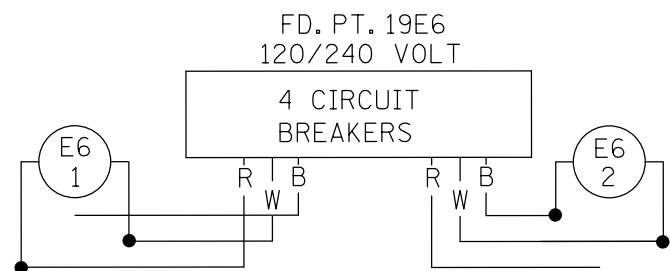 FD. PT. 19E6
120/240 VOLT
4 CIRCUIT
BREAKERS
E6
1
R
W
B
R
W
B
E6
2